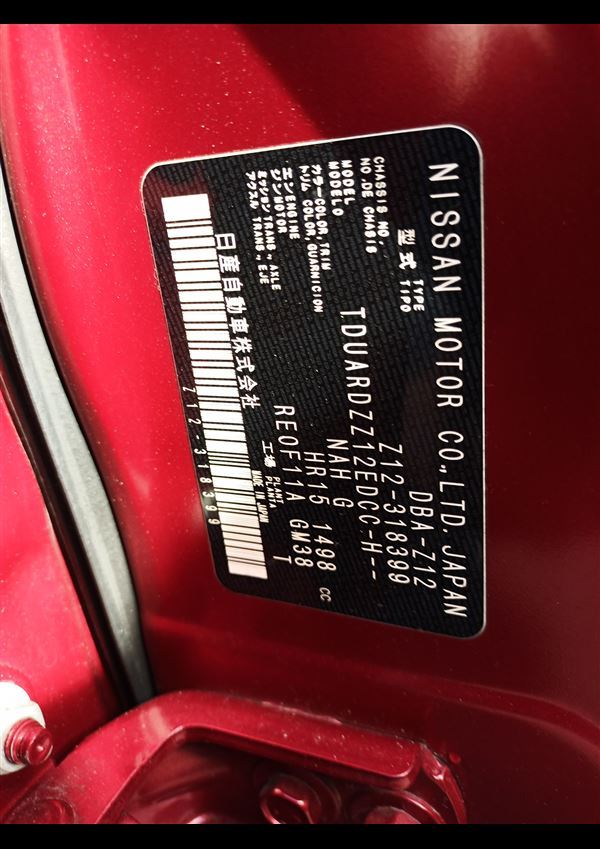 NISSAN MOTOR CO.,LTD. JAPAN
型式 TYPE TIPO DBA-Z12
CHASSIS NO. NO. DE CHASIS Z12-318399
MODEL MODELO TDUARDZZ12EDCC-H--
カラー COLOR, TRIM トリム COLOR, GUARNICION NAH G
エンジン ENGINE MOTOR HR15 1498 CC
ミッション TRANS., AXLE アクスル TRANS., EJE RE0F11A GM38
工場 PLANT PLANTA T
日産自動車株式会社 MADE IN JAPAN
Z12-318399